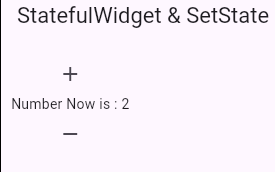 StatefulWidget & SetState
+
Number Now is : 2
−